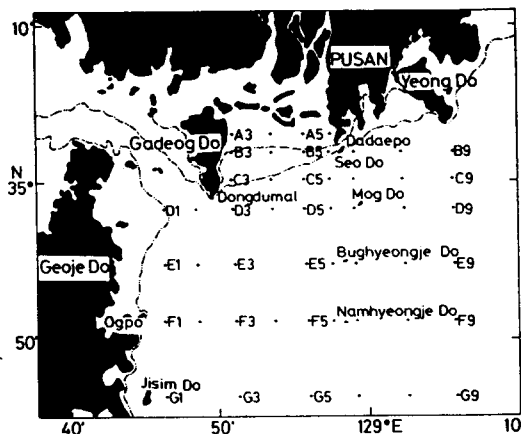 10°
PUSAN
Yeong Do
A3 A5
Gadeog Do
Dadaepo
B3 B5 B9
Seo Do
N
35°
C3 C5 C9
Dongdumal
Mog Do
D1 D3 D5 D9
Bughyeongje Do
Geoje Do
E1 E3 E5 E9
Namhyeongje Do
Ogpo
F1 F3 F5 F9
50'
Jisim Do
G1 G3 G5 G9
40' 50' 129°E 10